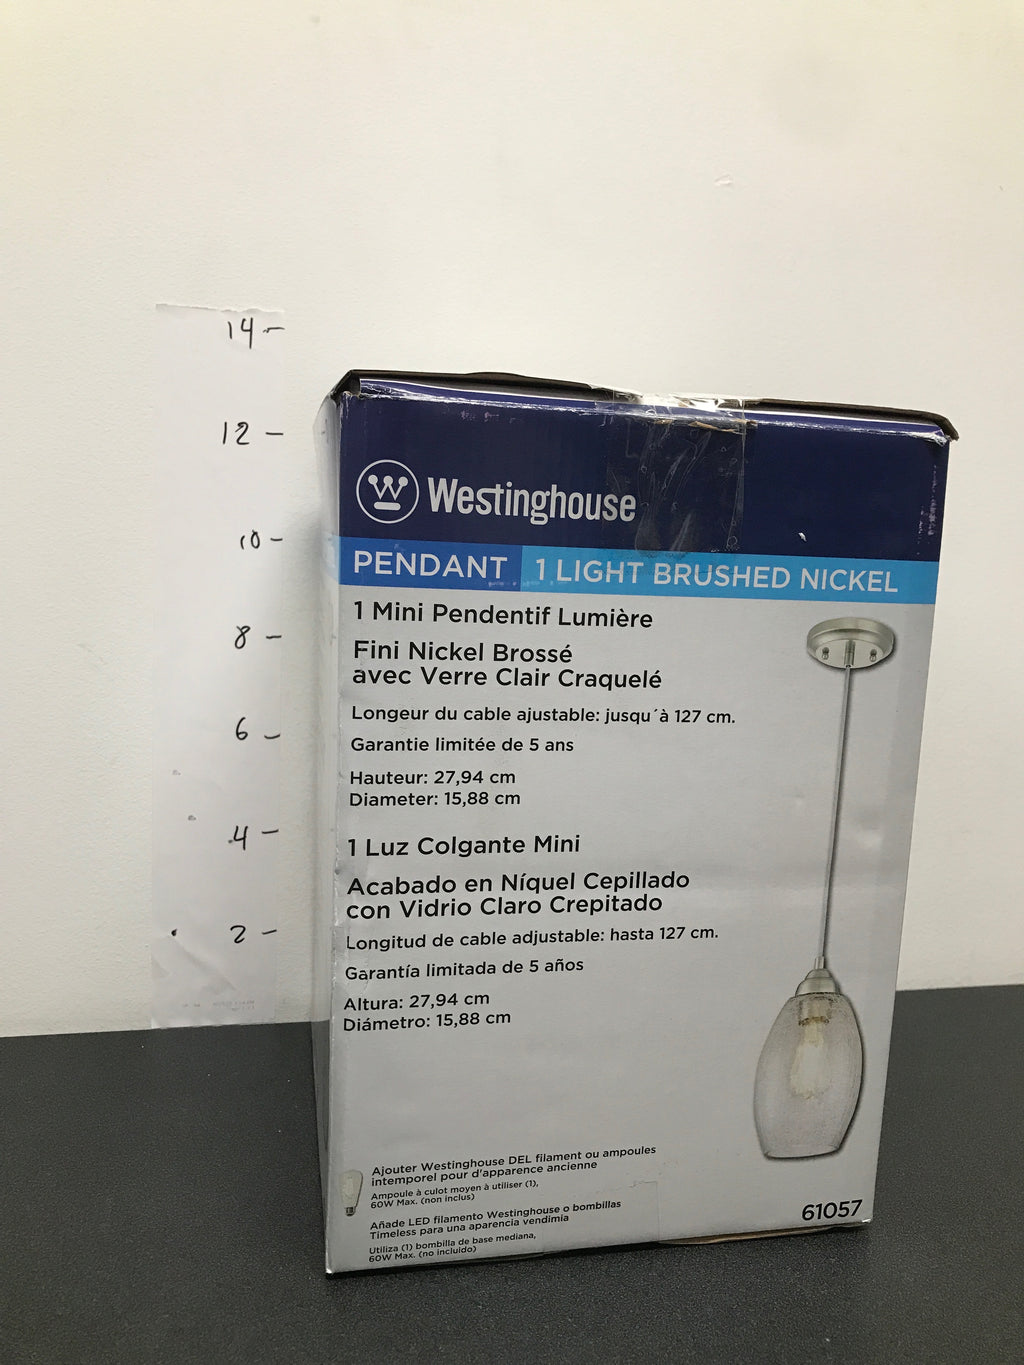 14 -
12 -
10 -
8 -
6 -
4 -
2 -
Westinghouse
PENDANT 1 LIGHT BRUSHED NICKEL
1 Mini Pendentif Lumière
Fini Nickel Brossé
avec Verre Clair Craquelé
Longeur du cable ajustable: jusqu´à 127 cm.
Garantie limitée de 5 ans
Hauteur: 27,94 cm
Diameter: 15,88 cm
1 Luz Colgante Mini
Acabado en Níquel Cepillado
con Vidrio Claro Crepitado
Longitud de cable adjustable: hasta 127 cm.
Garantía limitada de 5 años
Altura: 27,94 cm
Diámetro: 15,88 cm
Ajouter Westinghouse DEL filament ou ampoules
intemporel pour d'apparence ancienne
Ampoule à culot moyen à utiliser (1),
60W Max. (non inclus)
Añade LED filamento Westinghouse o bombillas
Timeless para una aparencia vendimia
Utiliza (1) bombilla de base mediana,
60W Max. (no incluido)
61057